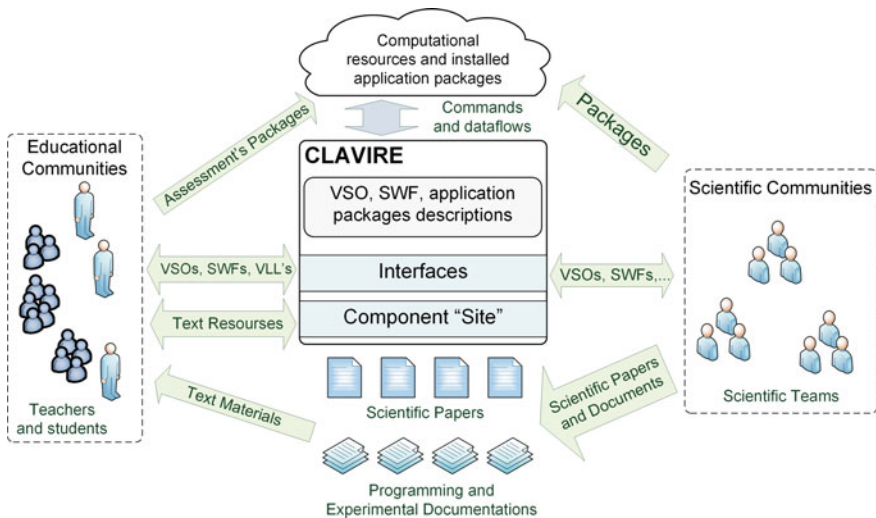 Computational
resources and installed
application packages
Commands
and dataflows
Assessment's Packages
Packages
Educational
Communities
CLAVIRE
VSO, SWF, application
packages descriptions
Scientific Communities
VSOs, SWFs, VLL's
Interfaces
VSOs, SWFs,...
Text Resourses
Component "Site"
Scientific Papers
Scientific Papers
and Documents
Scientific Teams
Teachers
and students
Text Materials
Programming and
Experimental Documentations